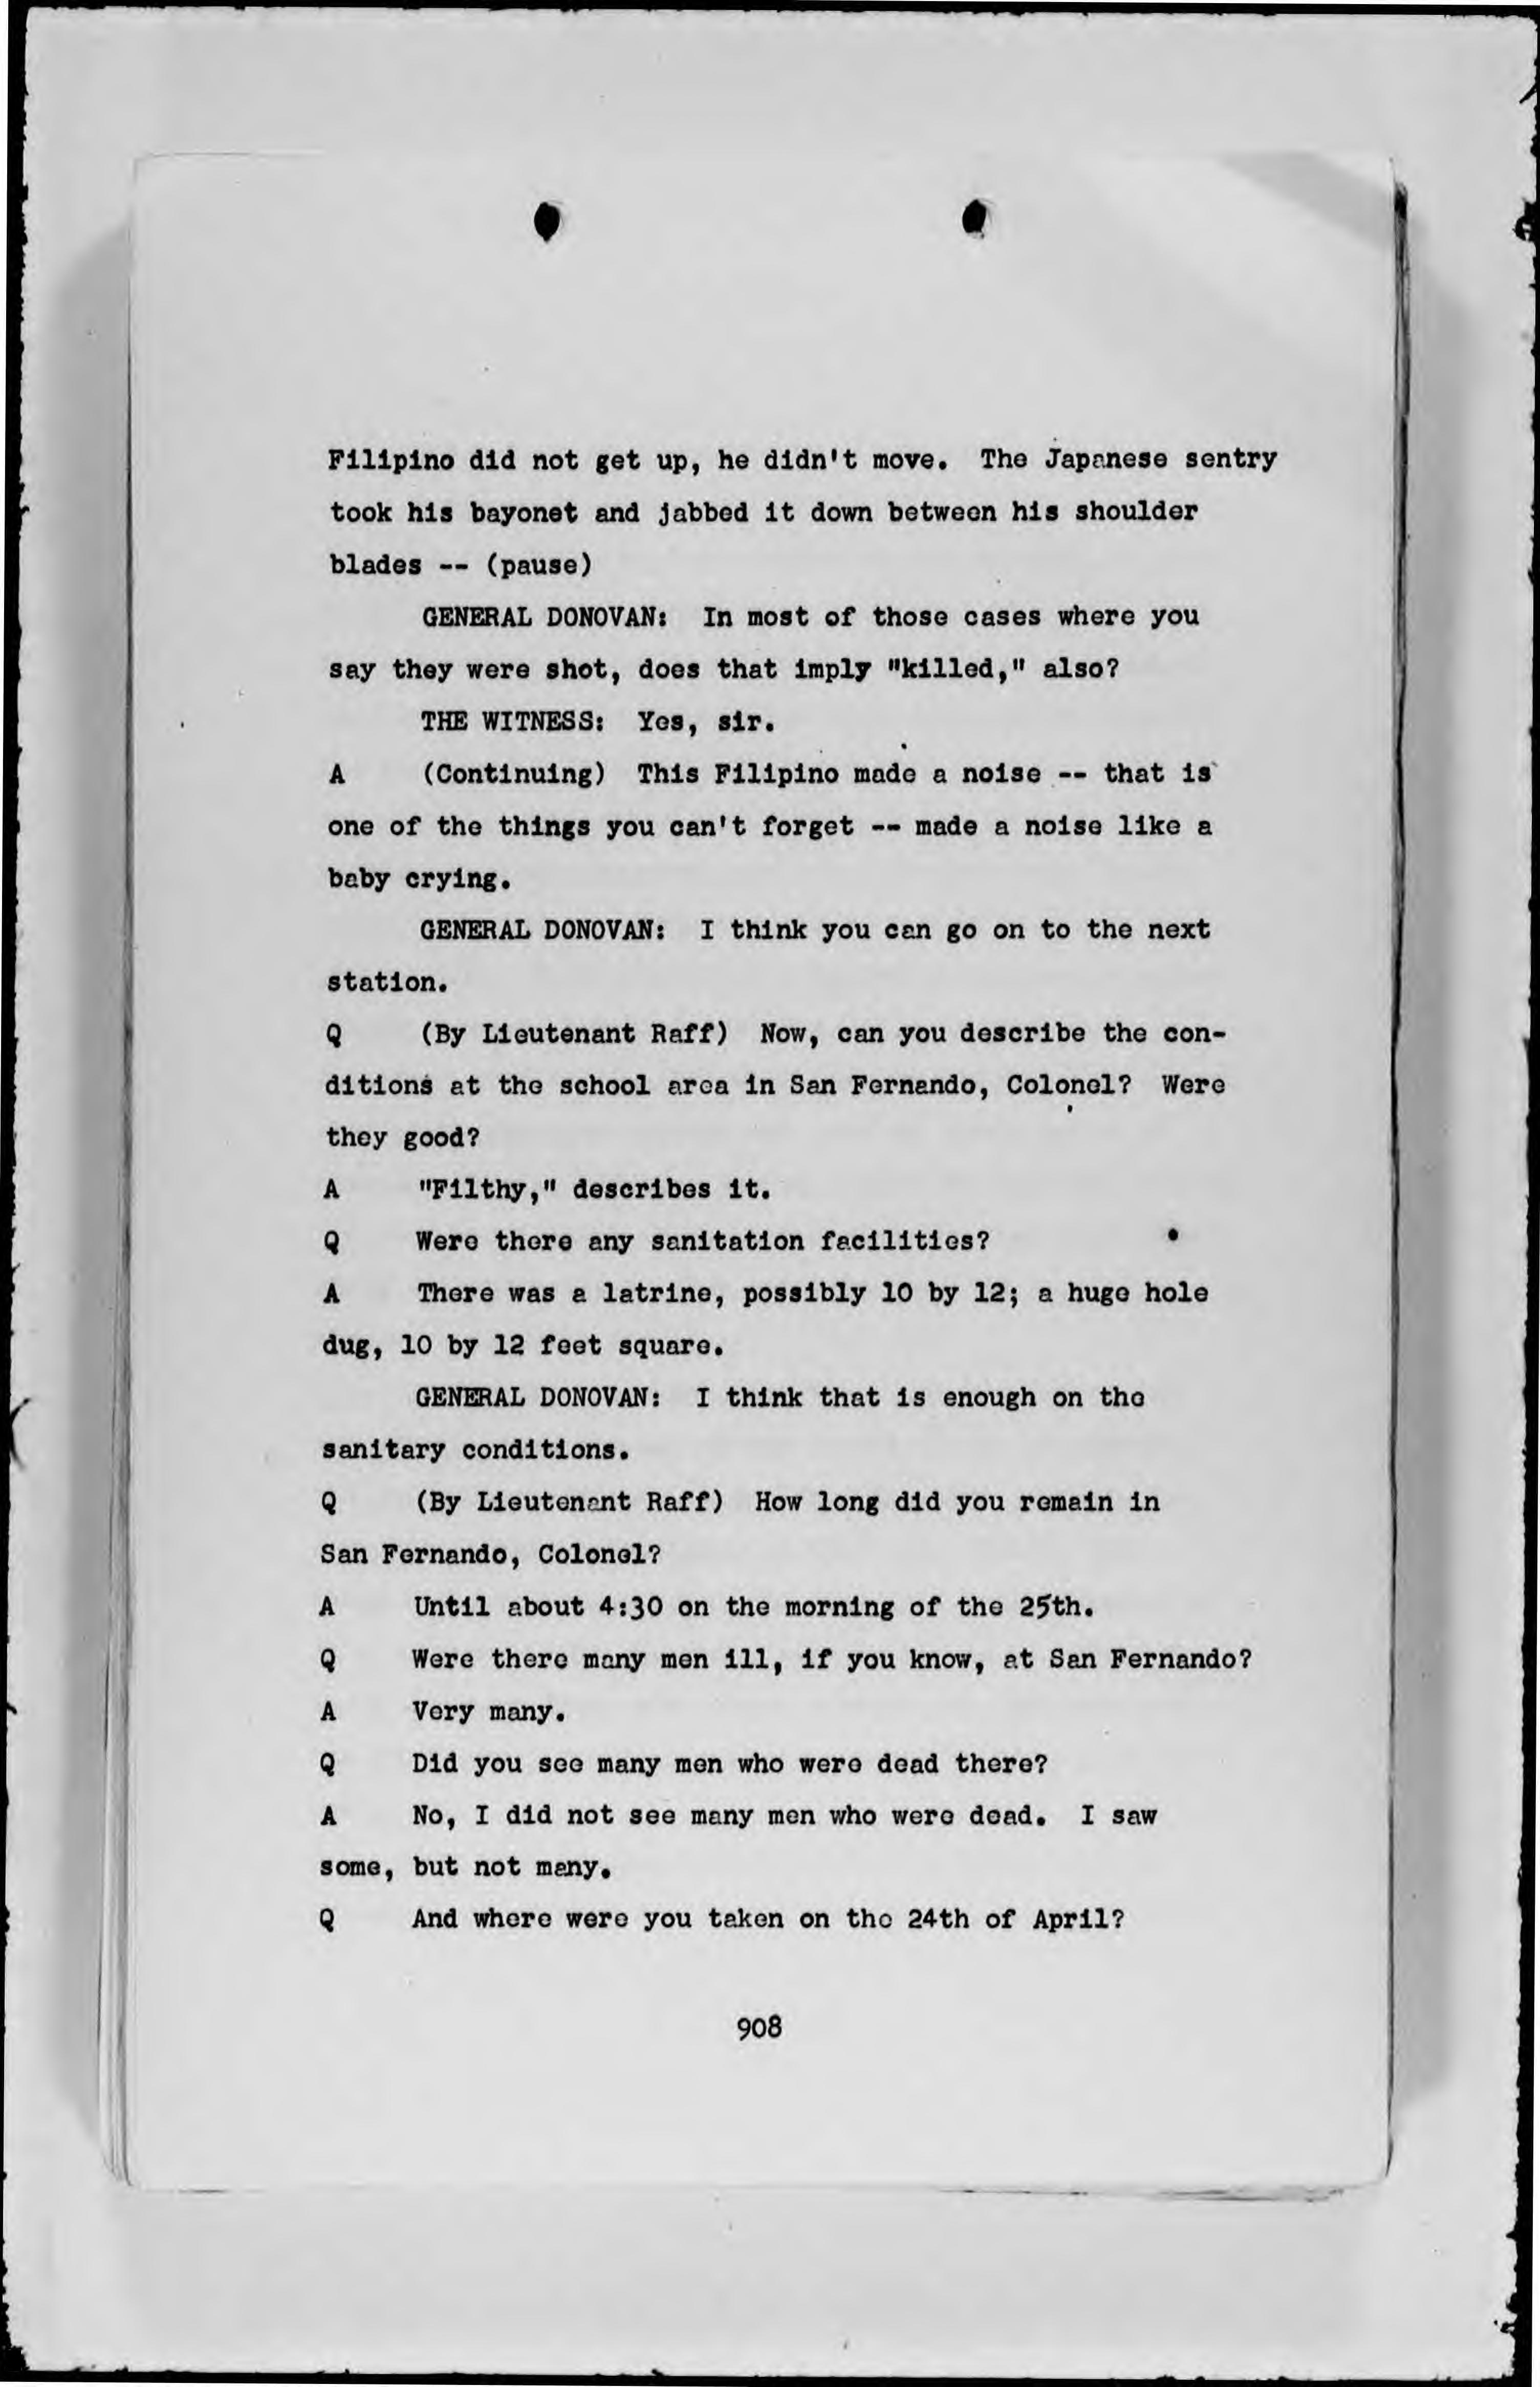 Filipino did not get up, he didn't move. The Japanese sentry
took his bayonet and jabbed it down between his shoulder
blades -- (pause)
GENERAL DONOVAN: In most of those cases where you
say they were shot, does that imply "killed," also?
THE WITNESS: Yes, sir.
A (Continuing) This Filipino made a noise -- that is
one of the things you can't forget -- made a noise like a
baby crying.
GENERAL DONOVAN: I think you can go on to the next
station.
Q (By Lieutenant Raff) Now, can you describe the con-
ditions at the school area in San Fernando, Colonel? Were
they good?
A "Filthy," describes it.
Q Were there any sanitation facilities?
A There was a latrine, possibly 10 by 12; a huge hole
dug, 10 by 12 feet square.
GENERAL DONOVAN: I think that is enough on the
sanitary conditions.
Q (By Lieutenant Raff) How long did you remain in
San Fernando, Colonel?
A Until about 4:30 on the morning of the 25th.
Q Were there many men ill, if you know, at San Fernando?
A Very many.
Q Did you see many men who were dead there?
A No, I did not see many men who were dead. I saw
some, but not many.
Q And where were you taken on the 24th of April?
908